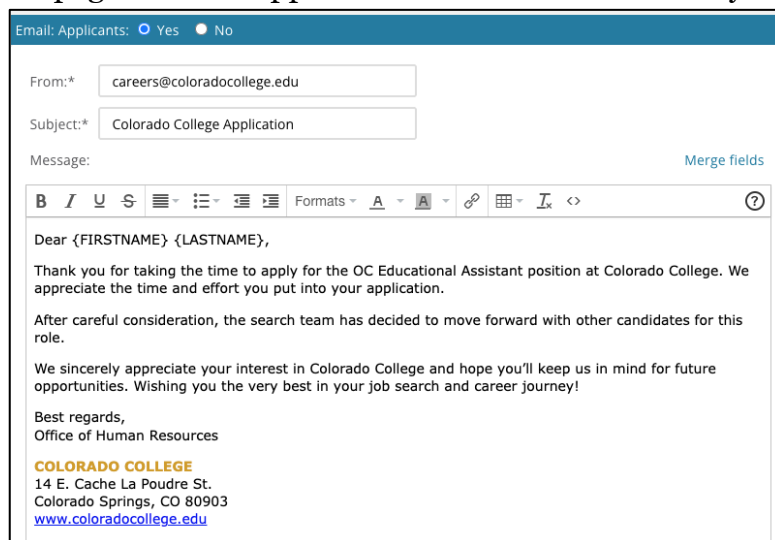 Email: Applicants: Yes No
From:* careers@coloradocollege.edu
Subject:* Colorado College Application
Message: Merge fields
B I U S Formats A A Tx <> ?
Dear {FIRSTNAME} {LASTNAME},
Thank you for taking the time to apply for the OC Educational Assistant position at Colorado College. We
appreciate the time and effort you put into your application.
After careful consideration, the search team has decided to move forward with other candidates for this
role.
We sincerely appreciate your interest in Colorado College and hope you’ll keep us in mind for future
opportunities. Wishing you the very best in your job search and career journey!
Best regards,
Office of Human Resources
COLORADO COLLEGE
14 E. Cache La Poudre St.
Colorado Springs, CO 80903
www.coloradocollege.edu